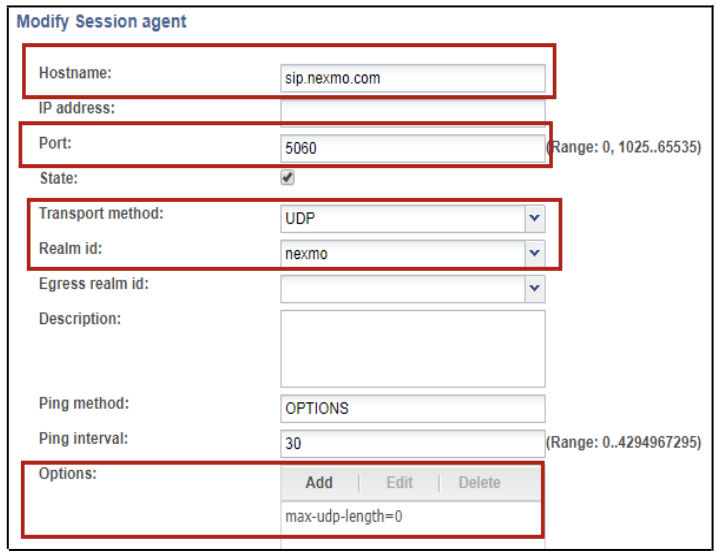 Modify Session agent
Hostname: sip.nexmo.com
IP address:
Port: 5060 (Range: 0, 1025..65535)
State:
Transport method: UDP
Realm id: nexmo
Egress realm id:
Description:
Ping method: OPTIONS
Ping interval: 30 (Range: 0..4294967295)
Options: Add | Edit | Delete
max-udp-length=0